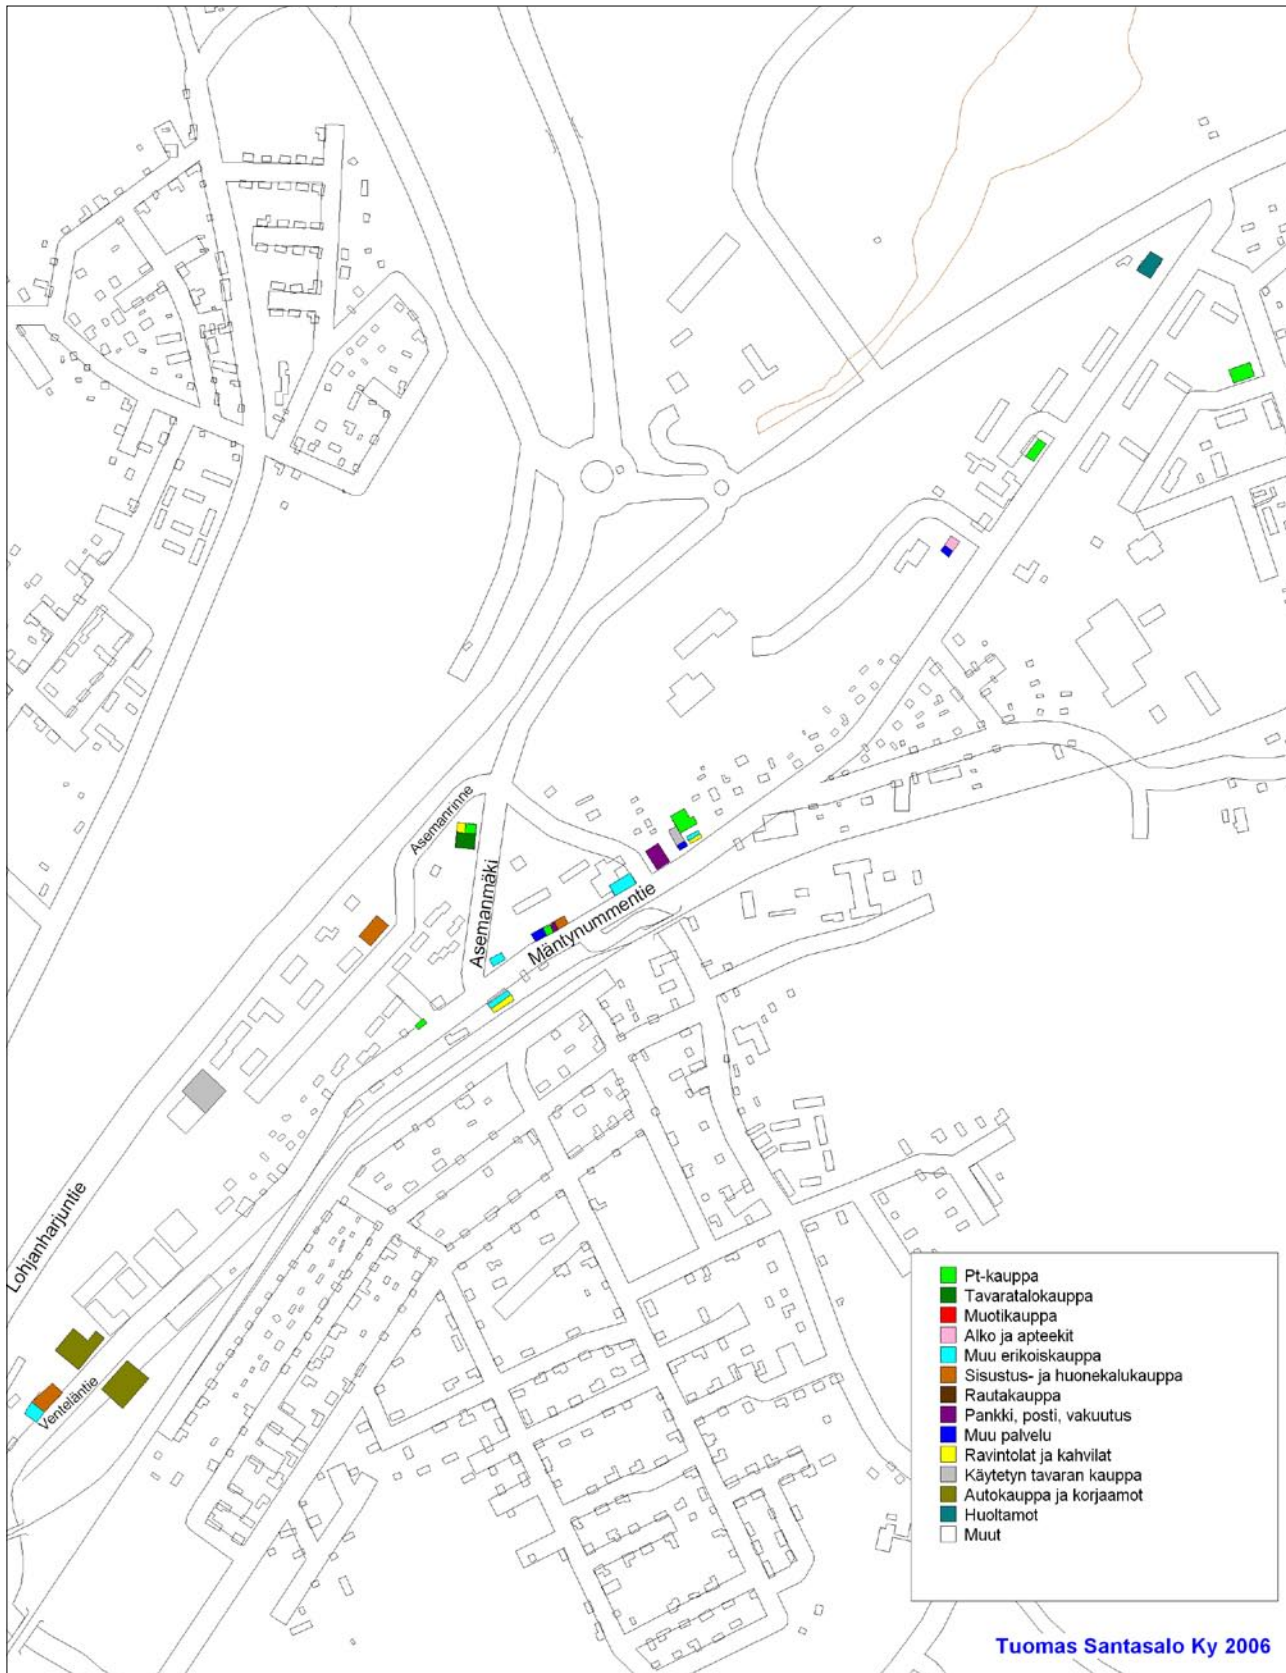 Asemanrinne
Asemanmäki
Mäntynummentie
Lohjanharjuntie
Venteläntie
Pt-kauppa
Tavaratalokauppa
Muotikauppa
Alko ja apteekit
Muu erikoiskauppa
Sisustus- ja huonekalukauppa
Rautakauppa
Pankki, posti, vakuutus
Muu palvelu
Ravintolat ja kahvilat
Käytetyn tavaran kauppa
Autokauppa ja korjaamot
Huoltamot
Muut
Tuomas Santasalo Ky 2006